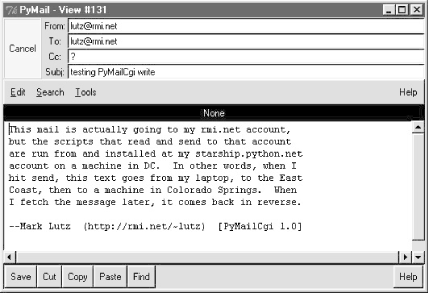 PyMail - View #131
Cancel
From: lutz@rmi.net
To: lutz@rmi.net
Cc: ?
Subj: testing PyMailCgi write
Edit Search Tools Help
None
This mail is actually going to my rmi.net account,
but the scripts that read and send to that account
are run from and installed at my starship.python.net
account on a machine in DC.  In other words, when I
hit send, this text goes from my laptop, to the East
Coast, then to a machine in Colorado Springs.  When
I fetch the message later, it comes back in reverse.
--Mark Lutz  (http://rmi.net/~lutz)  [PyMailCgi 1.0]
Save Cut Copy Paste Find Help